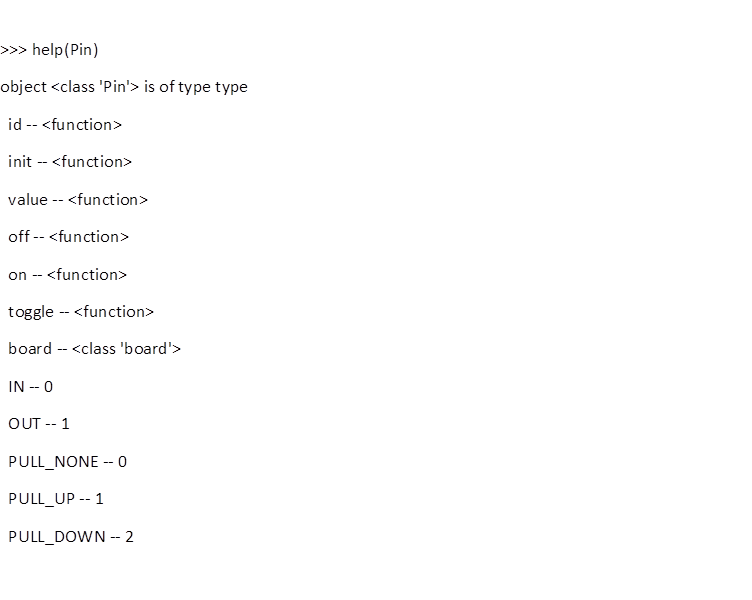 >>> help(Pin)
object <class 'Pin'> is of type type
id -- <function>
init -- <function>
value -- <function>
off -- <function>
on -- <function>
toggle -- <function>
board -- <class 'board'>
IN -- 0
OUT -- 1
PULL_NONE -- 0
PULL_UP -- 1
PULL_DOWN -- 2